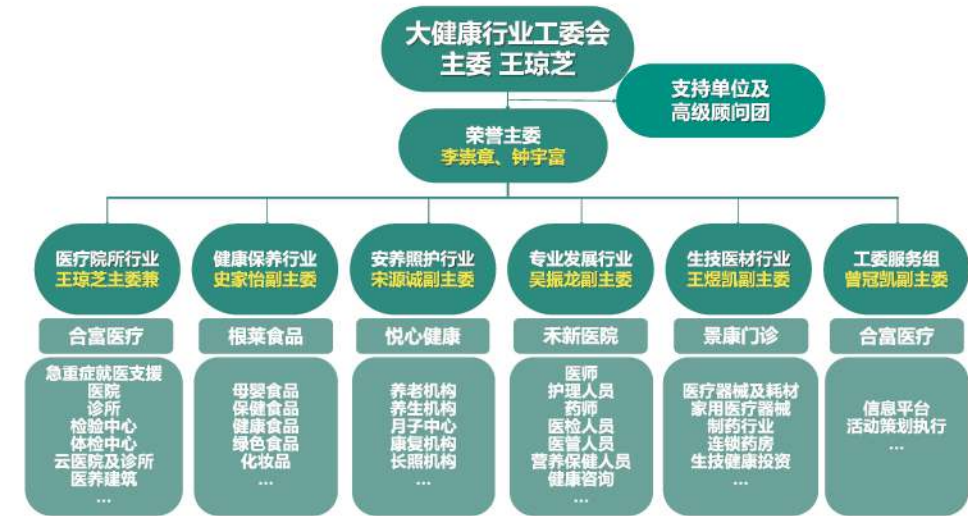 大健康行业工委会
主委 王琼芝
支持单位及
高级顾问团
荣誉主委
李崇章、钟宇富
医疗院所行业
王琼芝主委兼
合富医疗
急重症就医支援
医院
诊所
检验中心
体检中心
云医院及诊所
医养建筑
...
健康保养行业
史家怡副主委
根莱食品
母婴食品
保健食品
健康食品
绿色食品
化妆品
...
安养照护行业
宋源诚副主委
悦心健康
养老机构
养生机构
月子中心
康复机构
长照机构
...
专业发展行业
吴振龙副主委
禾新医院
医师
护理人员
药师
医检人员
医管人员
营养保健人员
健康咨询
...
生技医材行业
王煜凯副主委
景康门诊
医疗器械及耗材
家用医疗器械
制药行业
连锁药房
生技健康投资
...
工委服务组
曾冠凯副主委
合富医疗
信息平台
活动策划执行
...